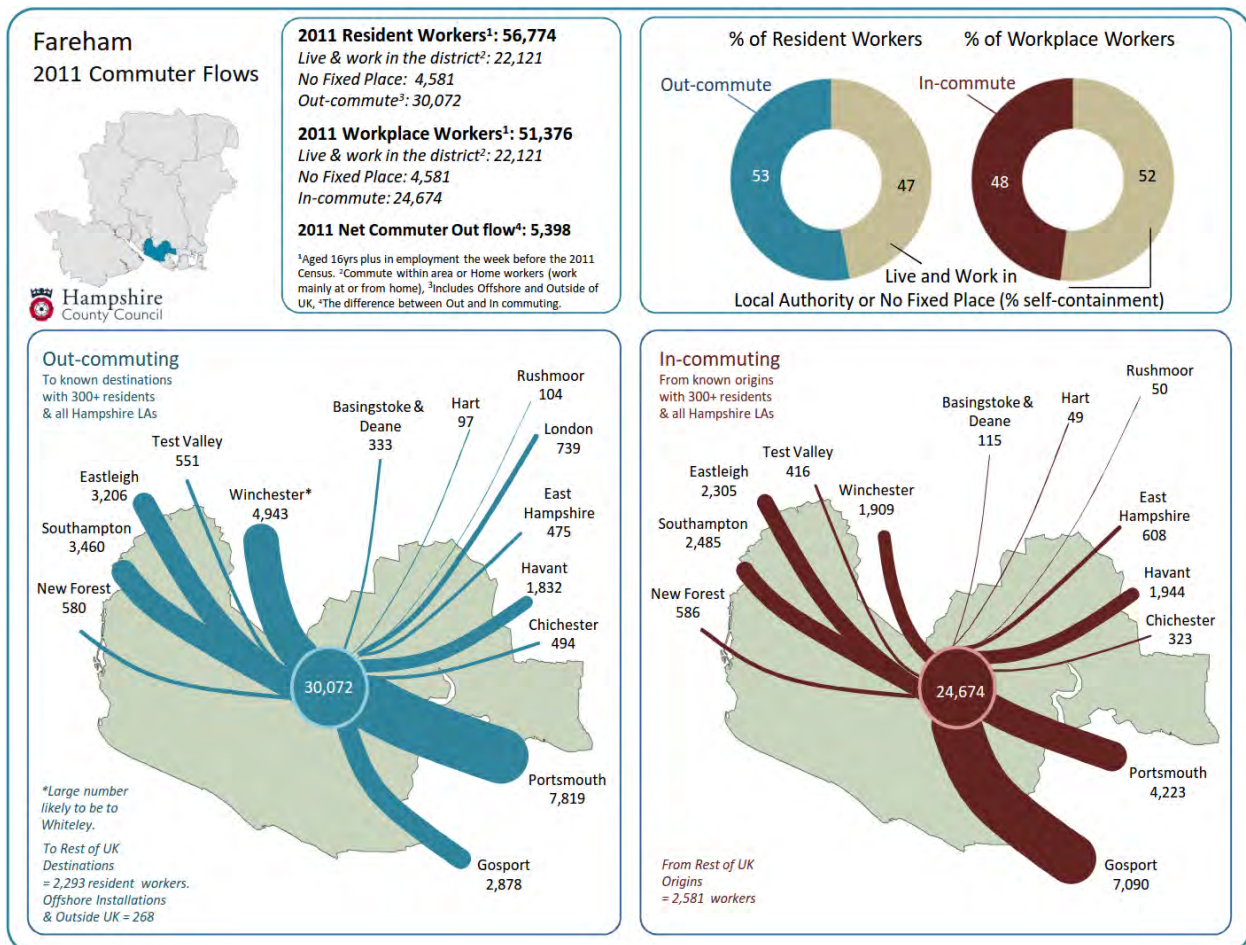 Fareham
2011 Commuter Flows
Hampshire
County Council
2011 Resident Workers¹: 56,774
Live & work in the district²: 22,121
No Fixed Place: 4,581
Out-commute³: 30,072
2011 Workplace Workers¹: 51,376
Live & work in the district²: 22,121
No Fixed Place: 4,581
In-commute: 24,674
2011 Net Commuter Out flow⁴: 5,398
¹Aged 16yrs plus in employment the week before the 2011
Census. ²Commute within area or Home workers (work
mainly at or from home), ³Includes Offshore and Outside of
UK, ⁴The difference between Out and In commuting.
% of Resident Workers
% of Workplace Workers
Out-commute
53
47
In-commute
48
52
Live and Work in
Local Authority or No Fixed Place (% self-containment)
Out-commuting
To known destinations
with 300+ residents
& all Hampshire LAs
New Forest
580
Southampton
3,460
Eastleigh
3,206
Test Valley
551
Winchester*
4,943
Basingstoke &
Deane
333
Hart
97
Rushmoor
104
London
739
East
Hampshire
475
Havant
1,832
Chichester
494
30,072
Portsmouth
7,819
Gosport
2,878
*Large number
likely to be to
Whiteley.
To Rest of UK
Destinations
= 2,293 resident workers.
Offshore Installations
& Outside UK = 268
In-commuting
From known origins
with 300+ residents
& all Hampshire LAs
New Forest
586
Southampton
2,485
Eastleigh
2,305
Test Valley
416
Winchester
1,909
Basingstoke &
Deane
115
Hart
49
Rushmoor
50
East
Hampshire
608
Havant
1,944
Chichester
323
24,674
Portsmouth
4,223
Gosport
7,090
From Rest of UK
Origins
= 2,581 workers